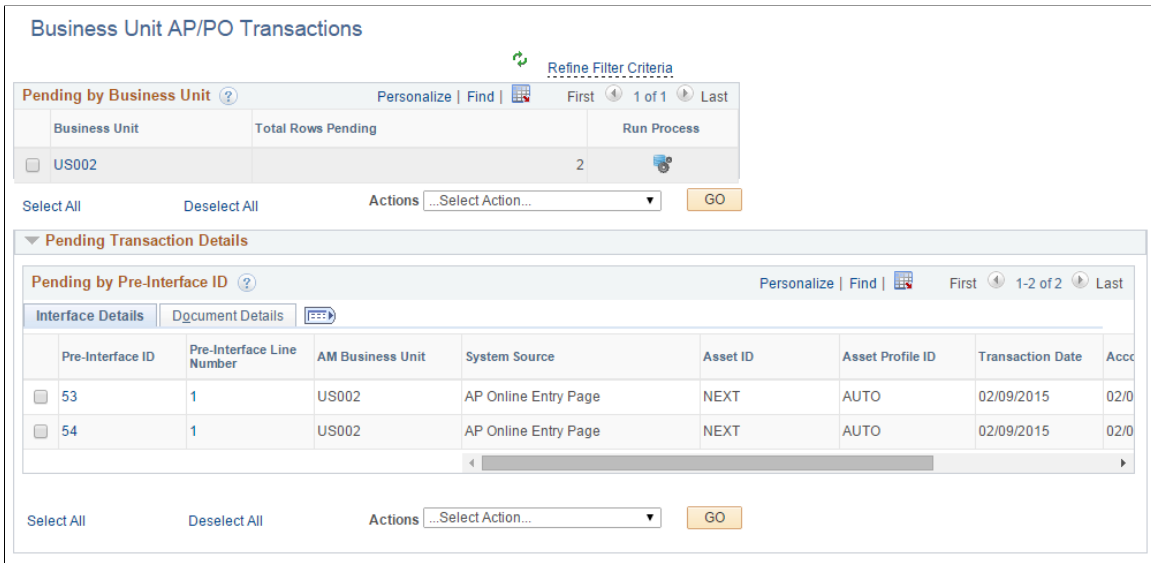 Business Unit AP/PO Transactions
Refine Filter Criteria
Pending by Business Unit ? Personalize | Find | First 1 of 1 Last
Business Unit Total Rows Pending Run Process
US002 2
Select All Deselect All Actions ...Select Action... GO
Pending Transaction Details
Pending by Pre-Interface ID ? Personalize | Find | First 1-2 of 2 Last
Interface Details Document Details
Pre-Interface ID Pre-Interface Line Number AM Business Unit System Source Asset ID Asset Profile ID Transaction Date Acco
53 1 US002 AP Online Entry Page NEXT AUTO 02/09/2015 02/0
54 1 US002 AP Online Entry Page NEXT AUTO 02/09/2015 02/0
Select All Deselect All Actions ...Select Action... GO